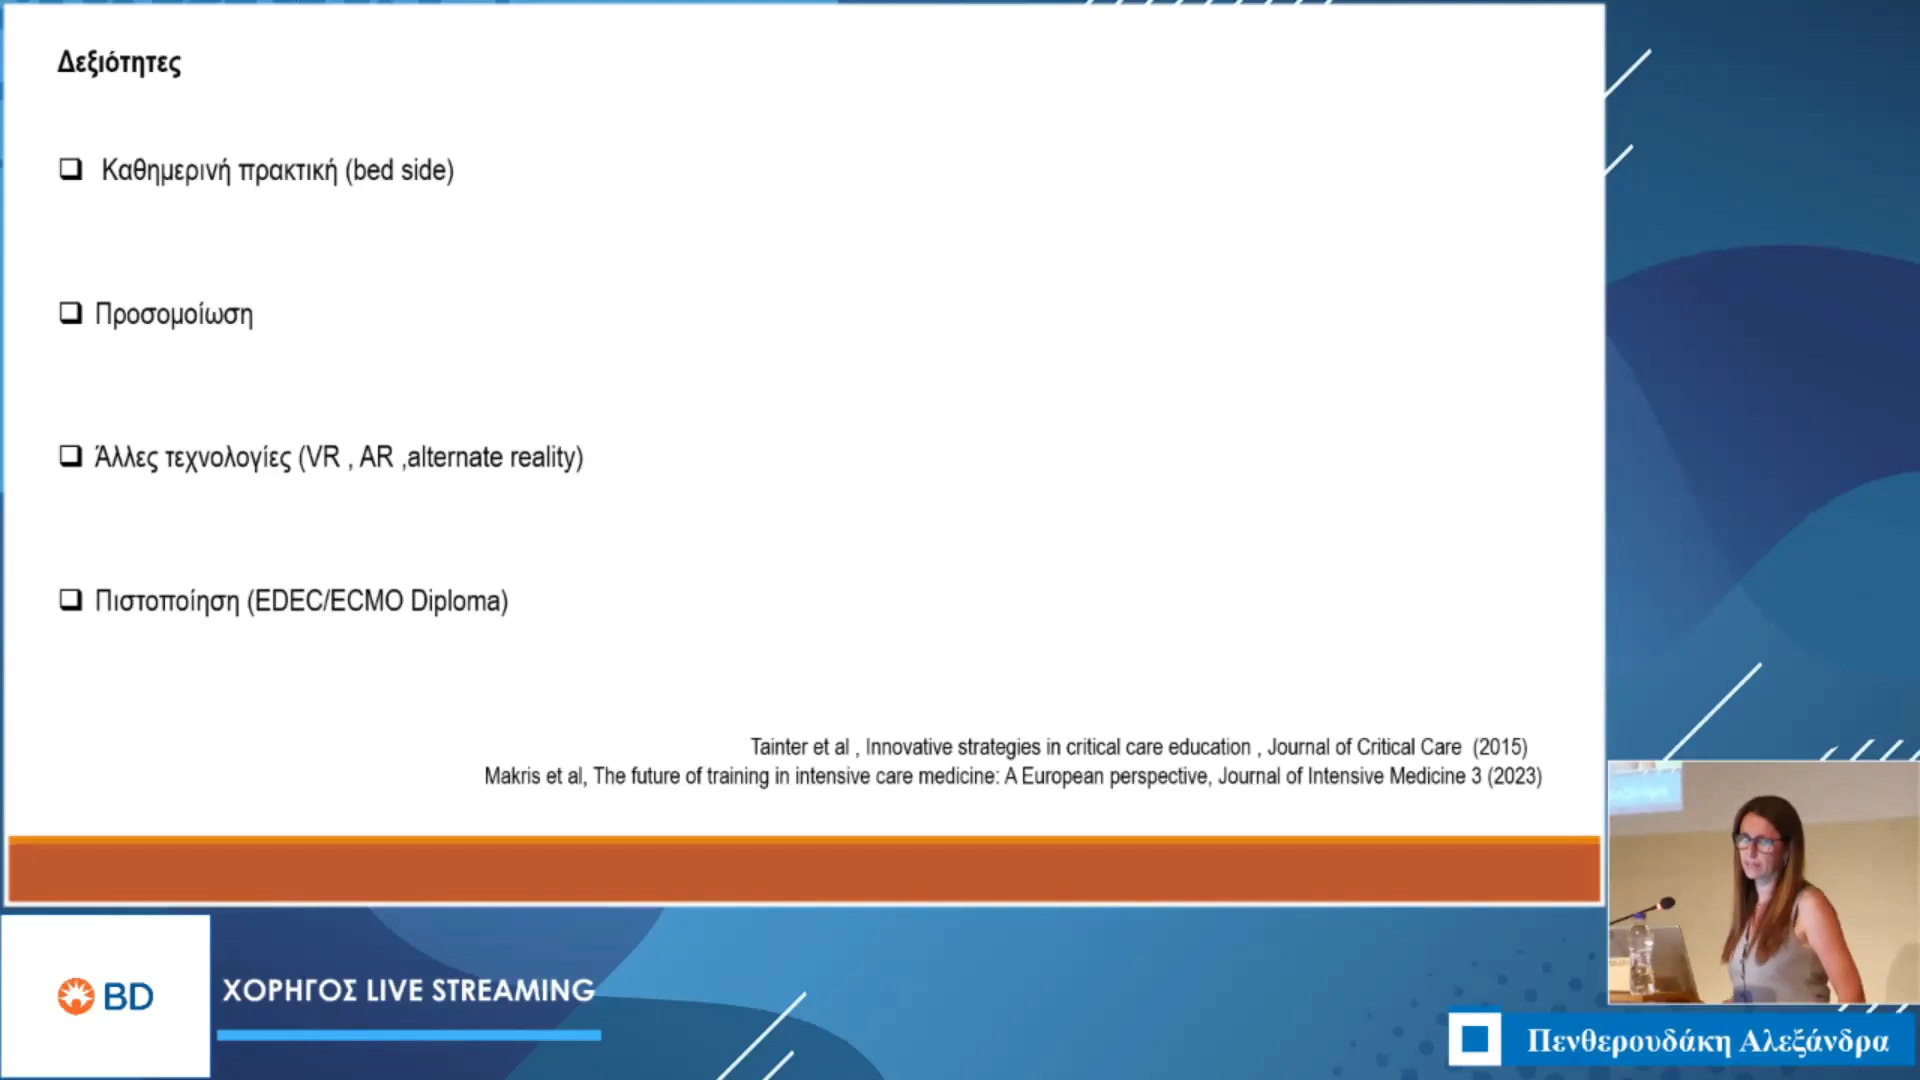 Δεξιότητες
Καθημερινή πρακτική (bed side)
Προσομοίωση
Άλλες τεχνολογίες (VR , AR ,alternate reality)
Πιστοποίηση (EDEC/ECMO Diploma)
Tainter et al , Innovative strategies in critical care education , Journal of Critical Care (2015)
Makris et al, The future of training in intensive care medicine: A European perspective, Journal of Intensive Medicine 3 (2023)
BD
ΧΟΡΗΓΟΣ LIVE STREAMING
Πενθερουδάκη Αλεξάνδρα